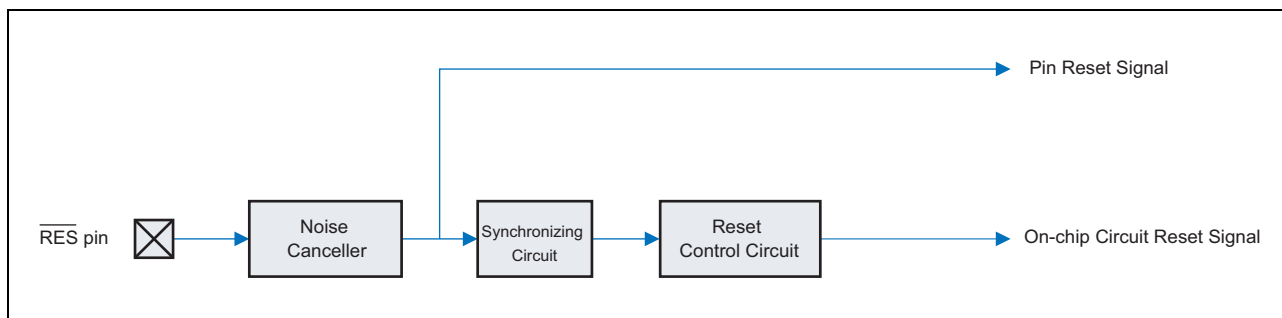 Pin Reset Signal
RES pin
Noise
Canceller
Synchronizing
Circuit
Reset
Control Circuit
On-chip Circuit Reset Signal